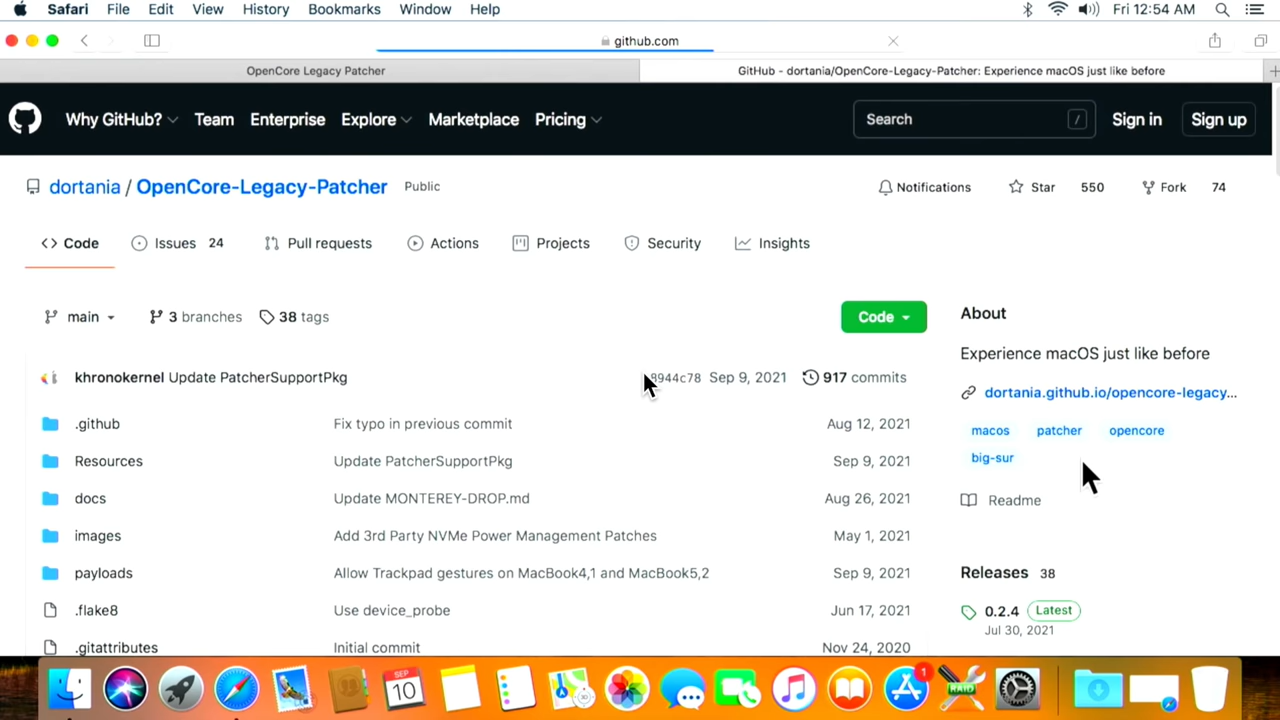 Safari File Edit View History Bookmarks Window Help Fri 12:54 AM
github.com
OpenCore Legacy Patcher GitHub - dortania/OpenCore-Legacy-Patcher: Experience macOS just like before
Why GitHub? Team Enterprise Explore Marketplace Pricing Search / Sign in Sign up
dortania / OpenCore-Legacy-Patcher Public Notifications Star 550 Fork 74
Code Issues 24 Pull requests Actions Projects Security Insights
main 3 branches 38 tags Code
About
Experience macOS just like before
khronokernel Update PatcherSupportPkg 8944c78 Sep 9, 2021 917 commits
dortania.github.io/opencore-legacy...
.github Fix typo in previous commit Aug 12, 2021
macos patcher opencore
big-sur
Resources Update PatcherSupportPkg Sep 9, 2021
docs Update MONTEREY-DROP.md Aug 26, 2021
Readme
images Add 3rd Party NVMe Power Management Patches May 1, 2021
payloads Allow Trackpad gestures on MacBook4,1 and MacBook5,2 Sep 9, 2021
Releases 38
.flake8 Use device_probe Jun 17, 2021
0.2.4 Latest
Jul 30, 2021
.gitattributes Initial commit Nov 24, 2020
SEP
10
1
RAID